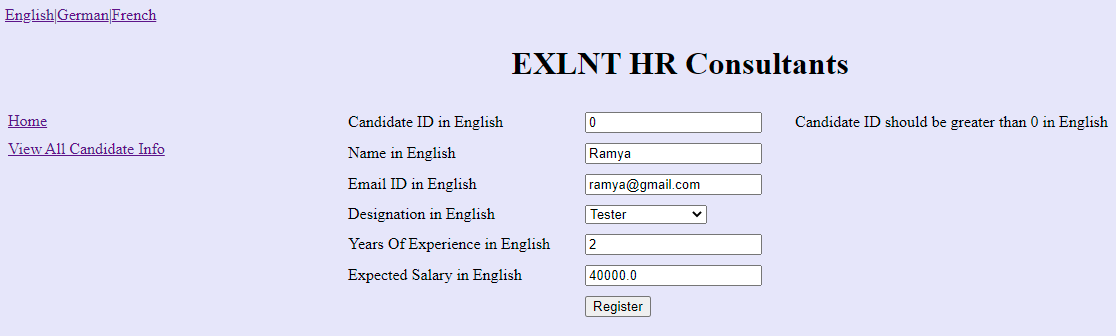 English|German|French
EXLNT HR Consultants
Home
View All Candidate Info
Candidate ID in English 0 Candidate ID should be greater than 0 in English
Name in English Ramya
Email ID in English ramya@gmail.com
Designation in English Tester
Years Of Experience in English 2
Expected Salary in English 40000.0
Register